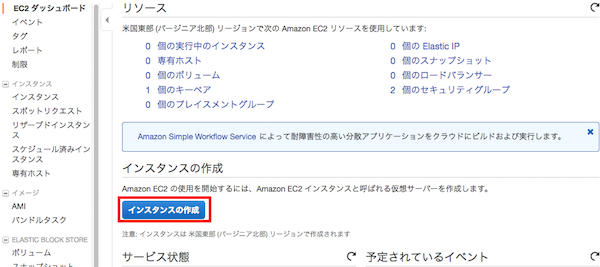 EC2 ダッシュボード
イベント
タグ
レポート
制限
インスタンス
インスタンス
スポットリクエスト
リザーブドインスタンス
スケジュール済みインスタンス
専有ホスト
イメージ
AMI
バンドルタスク
ELASTIC BLOCK STORE
ボリューム
スナップショット
リソース
米国東部 (バージニア北部) リージョンで次の Amazon EC2 リソースを使用しています:
0 個の実行中のインスタンス
0 個の Elastic IP
0 専有ホスト
0 個のスナップショット
0 個のボリューム
0 個のロードバランサー
1 個のキーペア
2 個のセキュリティグループ
0 個のプレイスメントグループ
Amazon Simple Workflow Service によって耐障害性の高い分散アプリケーションをクラウドにビルドおよび実行します。
インスタンスの作成
Amazon EC2 の使用を開始するには、Amazon EC2 インスタンスと呼ばれる仮想サーバーを作成します。
インスタンスの作成
注意: インスタンスは 米国東部 (バージニア北部) リージョンで作成されます
サービス状態
予定されているイベント